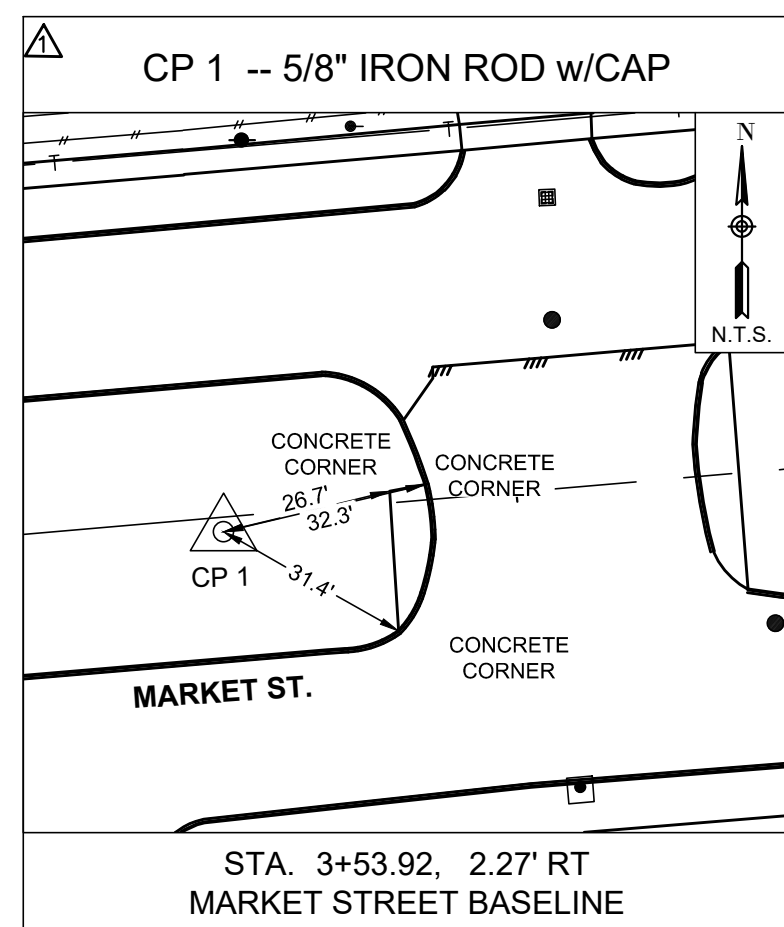 1
CP 1 -- 5/8" IRON ROD w/CAP
T
T
N
N.T.S.
CONCRETE
CORNER
CONCRETE
CORNER
26.7'
32.3'
CP 1
31.4'
CONCRETE
CORNER
MARKET ST.
STA. 3+53.92, 2.27' RT
MARKET STREET BASELINE